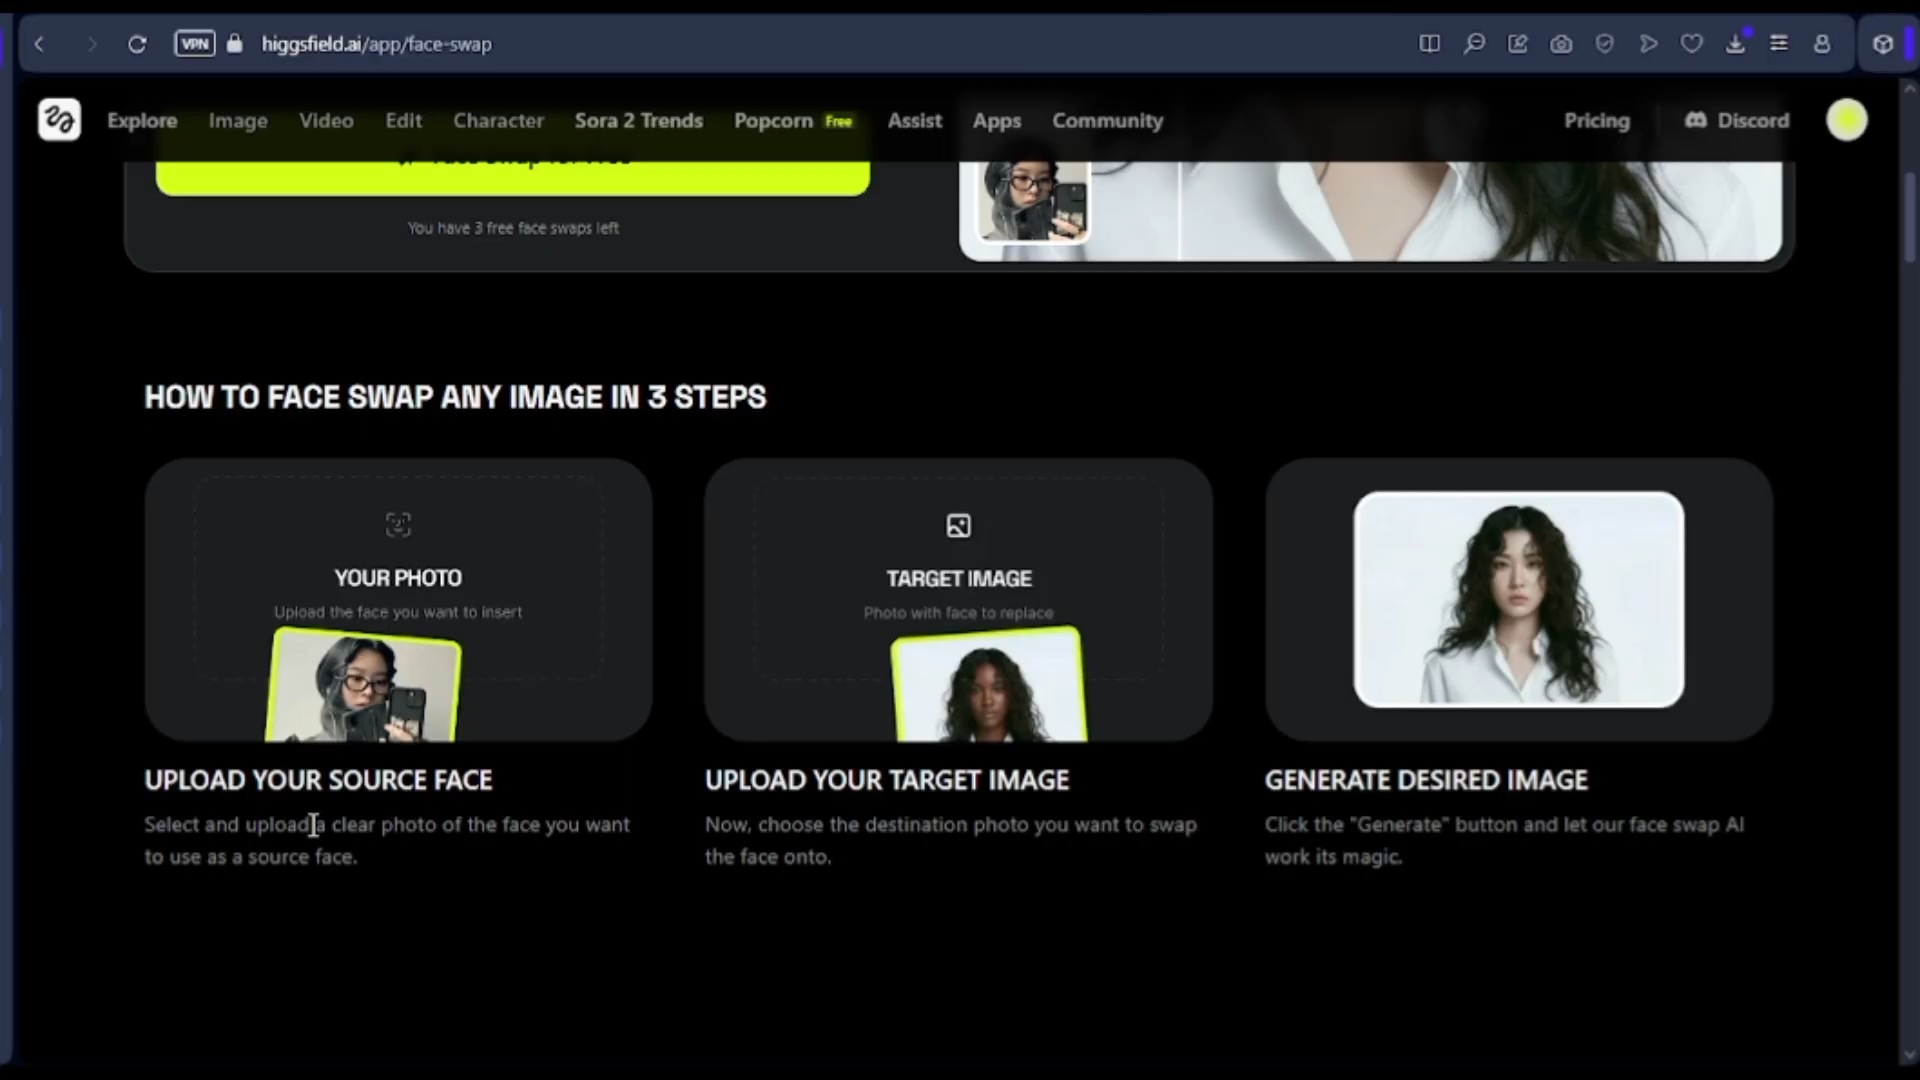 VPN
higgsfield.ai/app/face-swap
Explore Image Video Edit Character Sora 2 Trends Popcorn Free Assist Apps Community Pricing Discord
You have 3 free face swaps left
HOW TO FACE SWAP ANY IMAGE IN 3 STEPS
YOUR PHOTO
Upload the face you want to insert
TARGET IMAGE
Photo with face to replace
UPLOAD YOUR SOURCE FACE
Select and upload a clear photo of the face you want
to use as a source face.
UPLOAD YOUR TARGET IMAGE
Now, choose the destination photo you want to swap
the face onto.
GENERATE DESIRED IMAGE
Click the "Generate" button and let our face swap AI
work its magic.